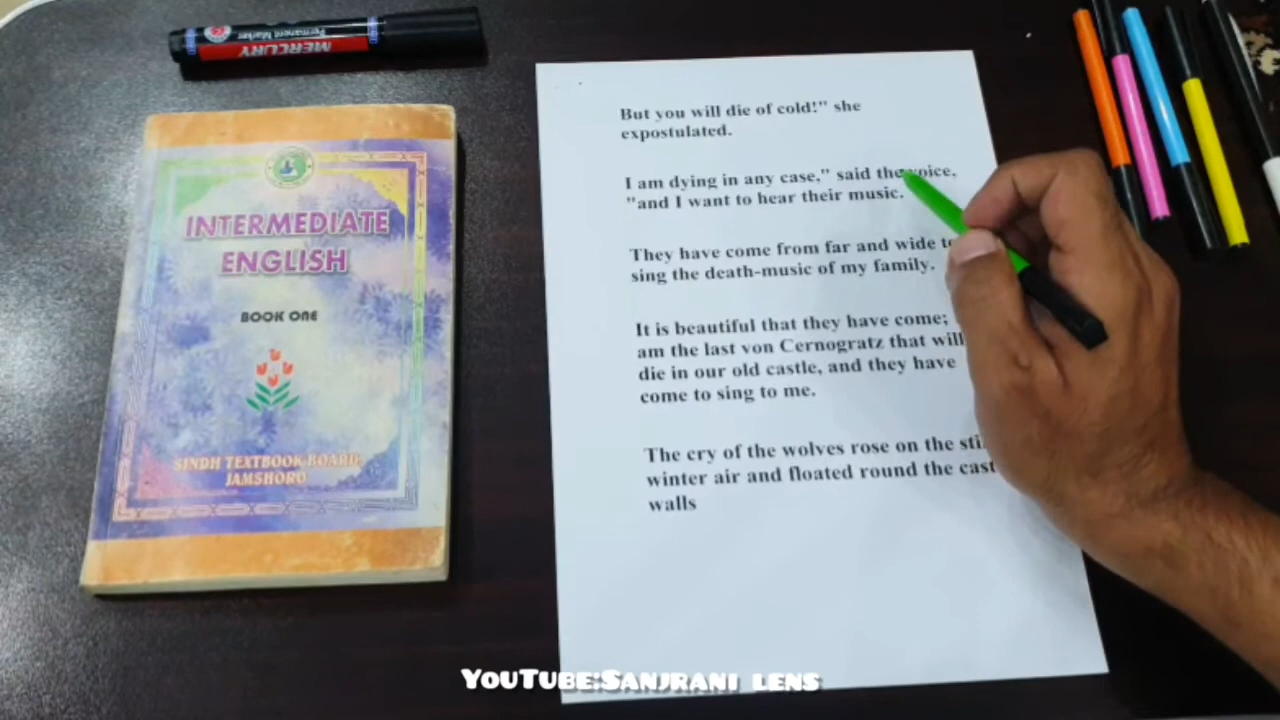 Permanent Marker
MERCURY
INTERMEDIATE
ENGLISH
BOOK ONE
SINDH TEXTBOOK BOARD,
JAMSHORO
But you will die of cold!" she
expostulated.
I am dying in any case," said the voice,
"and I want to hear their music.
They have come from far and wide
sing the death-music of my family.
It is beautiful that they have come;
am the last von Cernogratz that will
die in our old castle, and they have
come to sing to me.
The cry of the wolves rose on the
winter air and floated round the
walls
YouTube:Sanjrani lens